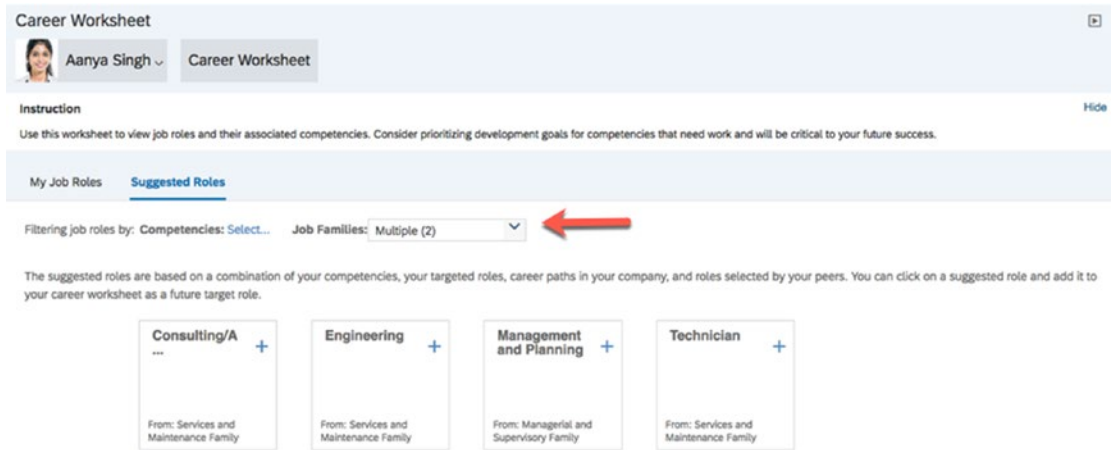 Career Worksheet
Aanya Singh
Career Worksheet
Instruction
Hide
Use this worksheet to view job roles and their associated competencies. Consider prioritizing development goals for competencies that need work and will be critical to your future success.
My Job Roles
Suggested Roles
Filtering job roles by: Competencies: Select... Job Families: Multiple (2)
The suggested roles are based on a combination of your competencies, your targeted roles, career paths in your company, and roles selected by your peers. You can click on a suggested role and add it to
your career worksheet as a future target role.
Consulting/A
...
+
From: Services and
Maintenance Family
Engineering
+
From: Services and
Maintenance Family
Management
and Planning
+
From: Managerial and
Supervisory Family
Technician
+
From: Services and
Maintenance Family